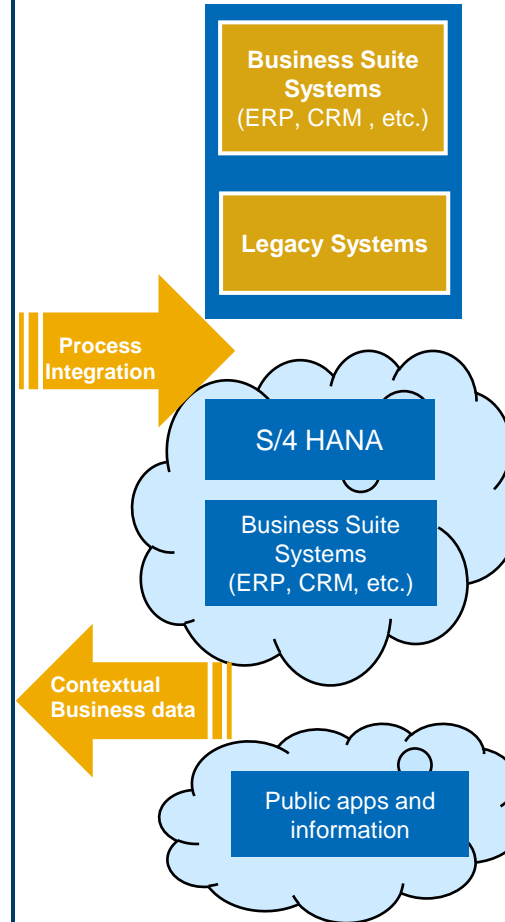 Business Suite
Systems
(ERP, CRM , etc.)
Legacy Systems
Process
Integration
S/4 HANA
Business Suite
Systems
(ERP, CRM, etc.)
Contextual
Business data
Public apps and
information